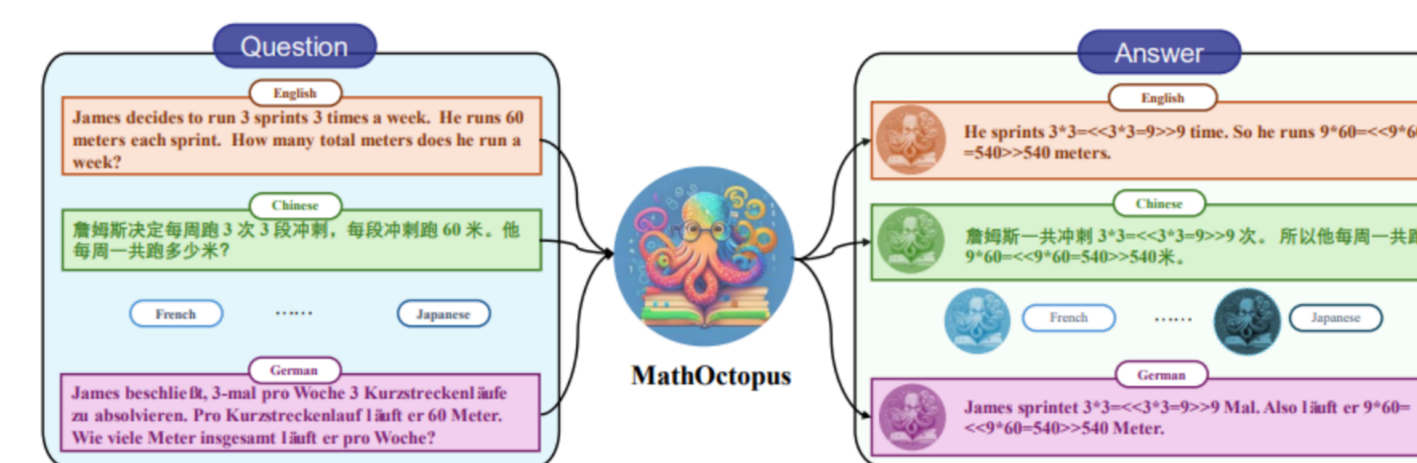 Question
English
James decides to run 3 sprints 3 times a week. He runs 60
meters each sprint. How many total meters does he run a
week?
Chinese
詹姆斯决定每周跑 3 次 3 段冲刺，每段冲刺跑 60 米。他
每周一共跑多少米？
French
……
Japanese
German
James beschließt, 3-mal pro Woche 3 Kurzstreckenläufe
zu absolvieren. Pro Kurzstreckenlauf läuft er 60 Meter.
Wie viele Meter insgesamt läuft er pro Woche?
MathOctopus
Answer
English
He sprints 3*3=<<3*3=9>>9 time. So he runs 9*60=<<9*6
=540>>540 meters.
Chinese
詹姆斯一共冲刺 3*3=<<3*3=9>>9 次。 所以他每周一共跑
9*60=<<9*60=540>>540米。
French
……
Japanese
German
James sprintet 3*3=<<3*3=9>>9 Mal. Also läuft er 9*60=
<<9*60=540>>540 Meter.